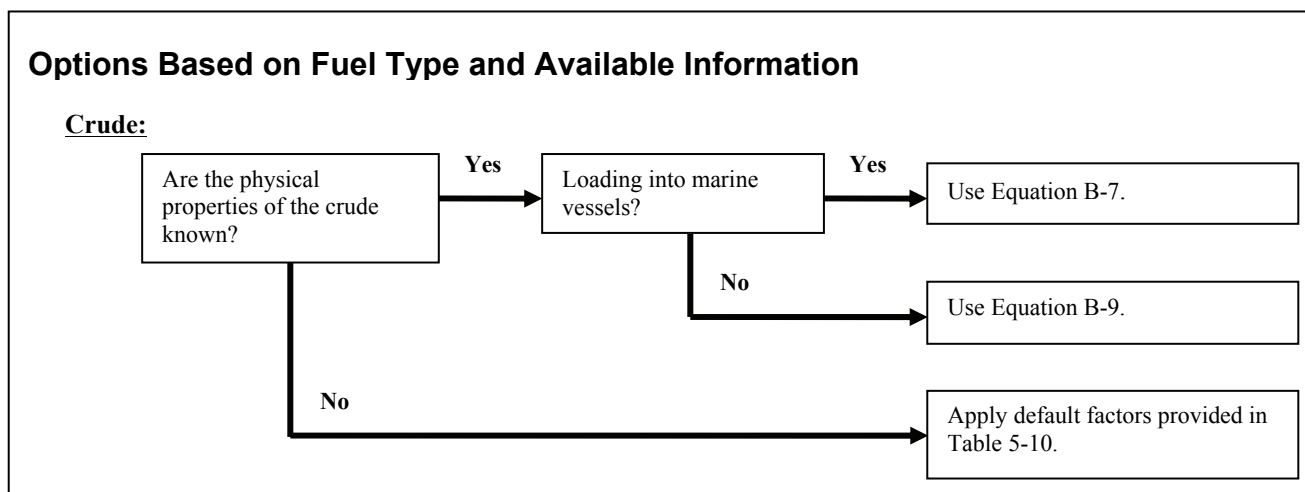 Options Based on Fuel Type and Available Information
Crude:
Are the physical
properties of the crude
known?
Yes
Loading into marine
vessels?
Yes
Use Equation B-7.
No
Use Equation B-9.
No
Apply default factors provided in
Table 5-10.